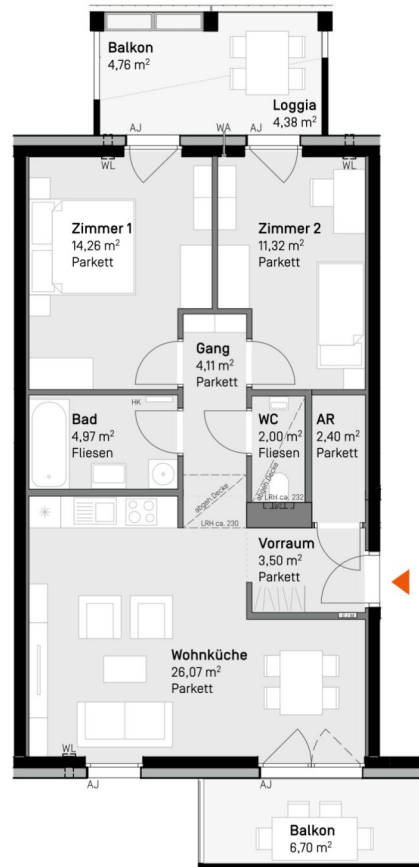 Balkon
4,76 m²
Loggia
4,38 m²
AJ
WA
AJ
WL
WL
Zimmer 1
14,26 m²
Parkett
Zimmer 2
11,32 m²
Parkett
Gang
4,11 m²
Parkett
HK
Bad
4,97 m²
Fliesen
WC
2,00 m²
Fliesen
AR
2,40 m²
Parkett
abgeh Decke
LRH ca. 232
abgeh Decke
LRH ca. 230
Vorraum
3,50 m²
Parkett
E / M
Wohnküche
26,07 m²
Parkett
WL
AJ
AJ
Balkon
6,70 m²